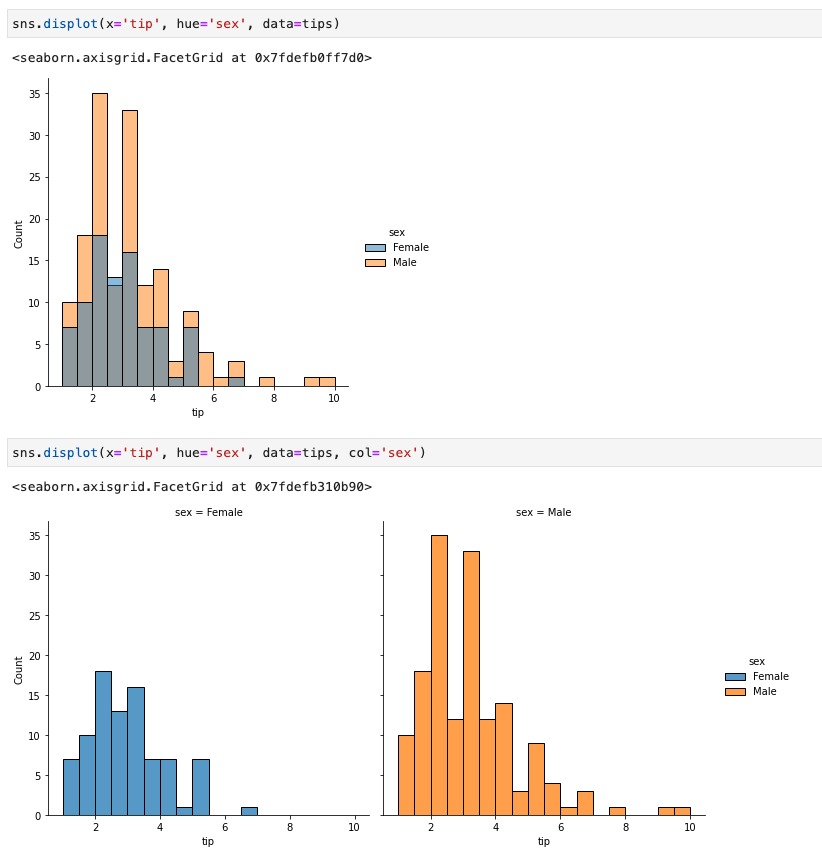 sns.displot(x='tip', hue='sex', data=tips)
<seaborn.axisgrid.FacetGrid at 0x7fdefb0ff7d0>
35
30
25
20
15
10
5
0
Count
2 4 6 8 10
tip
sex
Female
Male
sns.displot(x='tip', hue='sex', data=tips, col='sex')
<seaborn.axisgrid.FacetGrid at 0x7fdefb310b90>
sex = Female
35
30
25
20
15
10
5
0
Count
2 4 6 8 10
tip
sex = Male
2 4 6 8 10
tip
sex
Female
Male